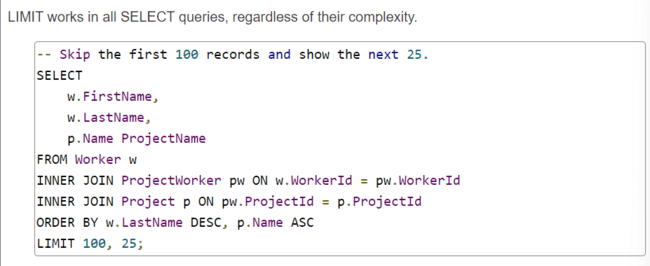 LIMIT works in all SELECT queries, regardless of their complexity.
-- Skip the first 100 records and show the next 25.
SELECT
    w.FirstName,
    w.LastName,
    p.Name ProjectName
FROM Worker w
INNER JOIN ProjectWorker pw ON w.WorkerId = pw.WorkerId
INNER JOIN Project p ON pw.ProjectId = p.ProjectId
ORDER BY w.LastName DESC, p.Name ASC
LIMIT 100, 25;